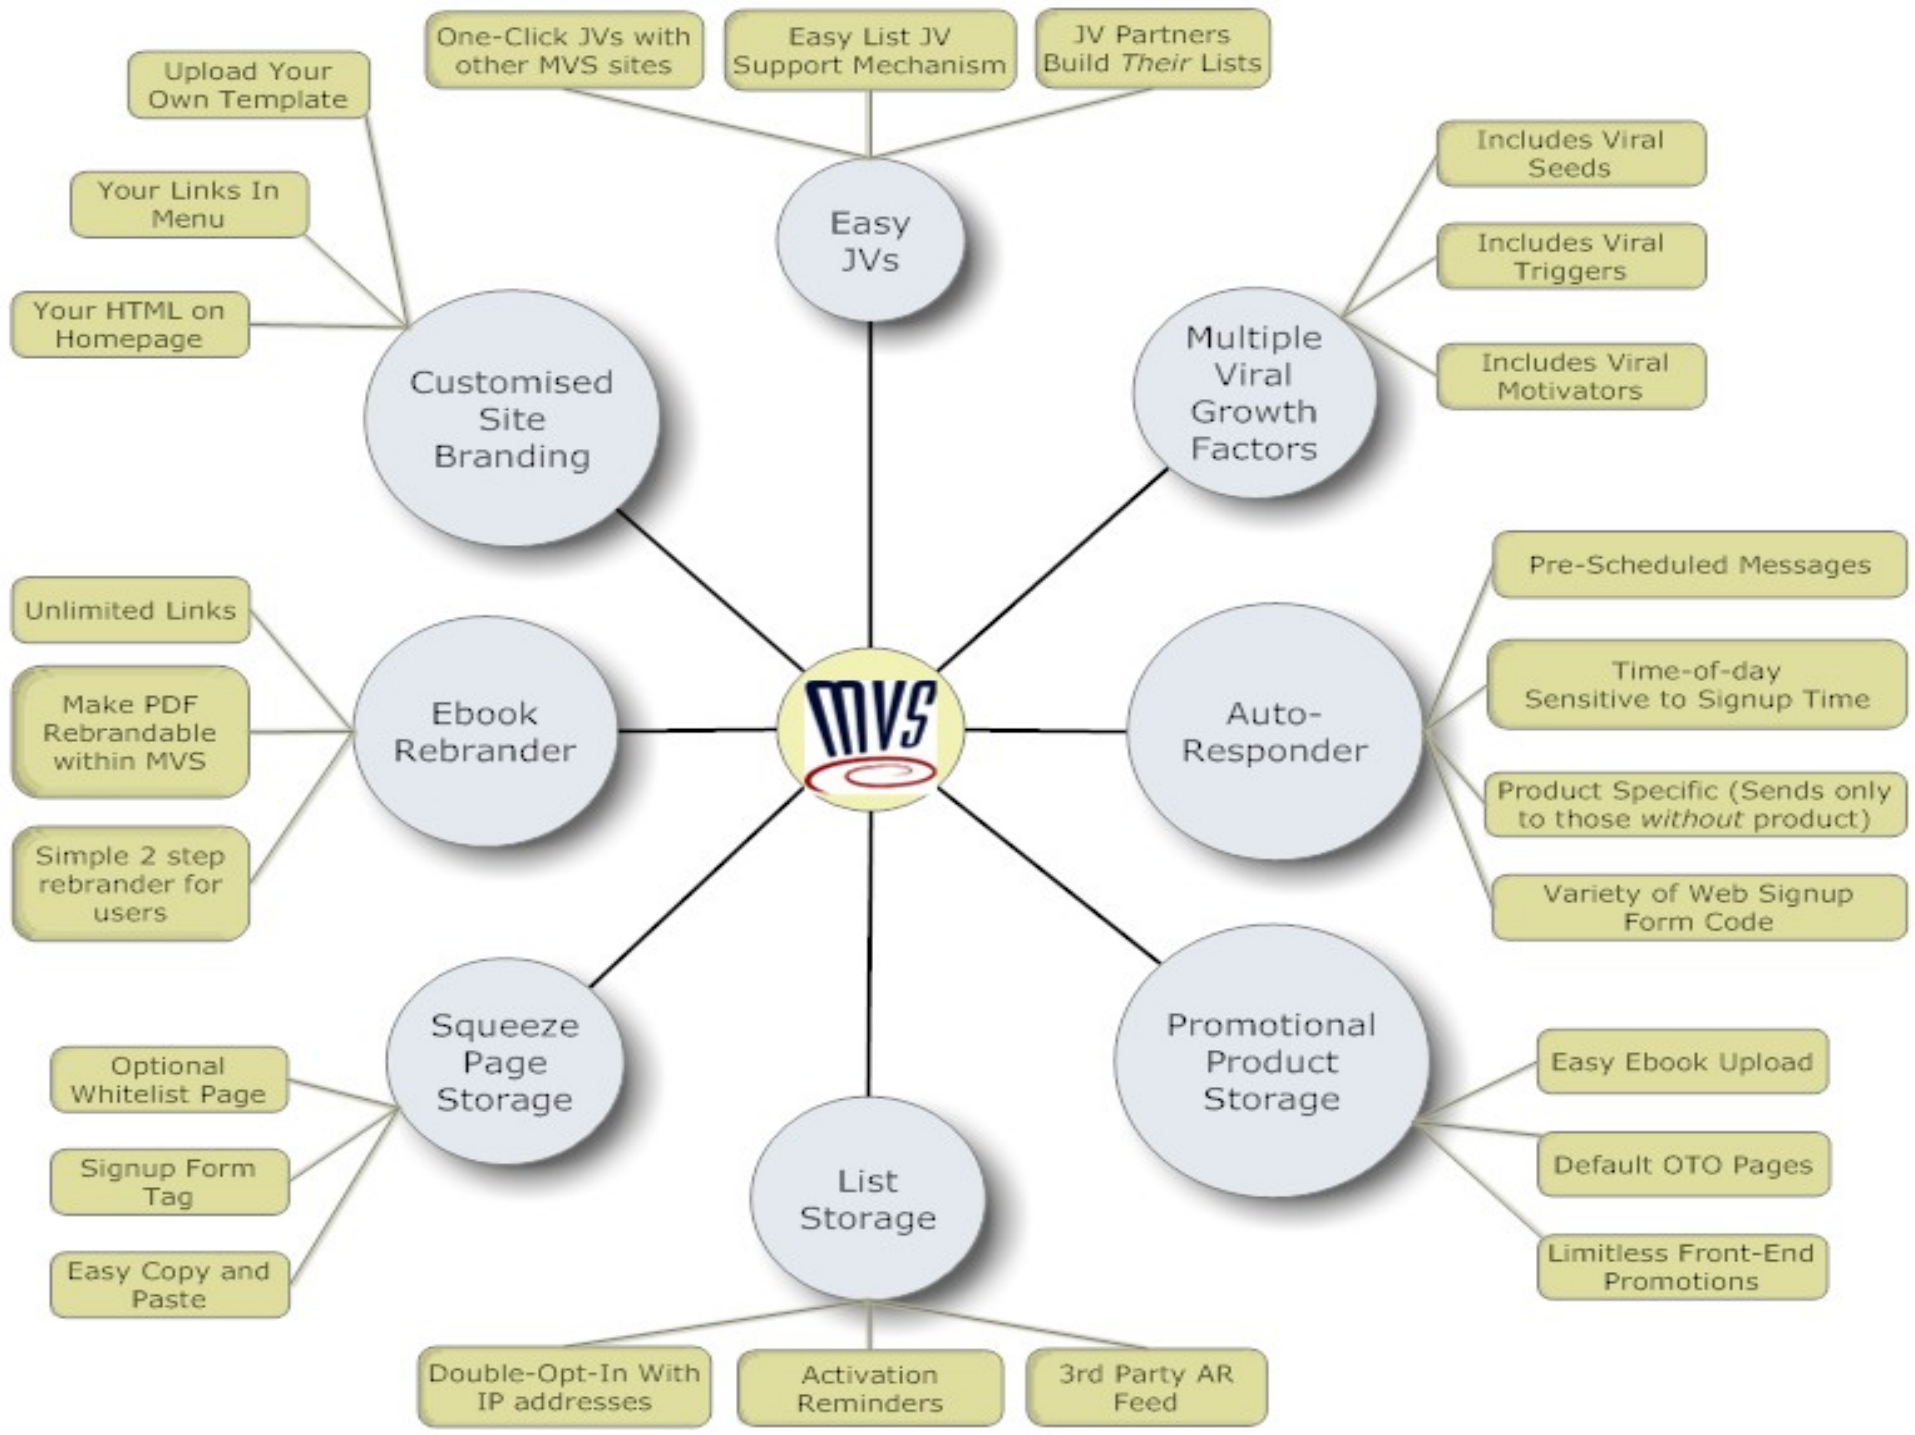 One-Click JVs with
other MVS sites
Easy List JV
Support Mechanism
JV Partners
Build Their Lists
Upload Your
Own Template
Your Links In
Menu
Your HTML on
Homepage
Easy
JVs
Includes Viral
Seeds
Includes Viral
Triggers
Includes Viral
Motivators
Customised
Site
Branding
Multiple
Viral
Growth
Factors
Unlimited Links
Make PDF
Rebrandable
within MVS
Simple 2 step
rebrander for
users
Ebook
Rebrander
MVS
Auto-
Responder
Pre-Scheduled Messages
Time-of-day
Sensitive to Signup Time
Product Specific (Sends only
to those without product)
Variety of Web Signup
Form Code
Squeeze
Page
Storage
Optional
Whitelist Page
Signup Form
Tag
Easy Copy and
Paste
List
Storage
Promotional
Product
Storage
Easy Ebook Upload
Default OTO Pages
Limitless Front-End
Promotions
Double-Opt-In With
IP addresses
Activation
Reminders
3rd Party AR
Feed